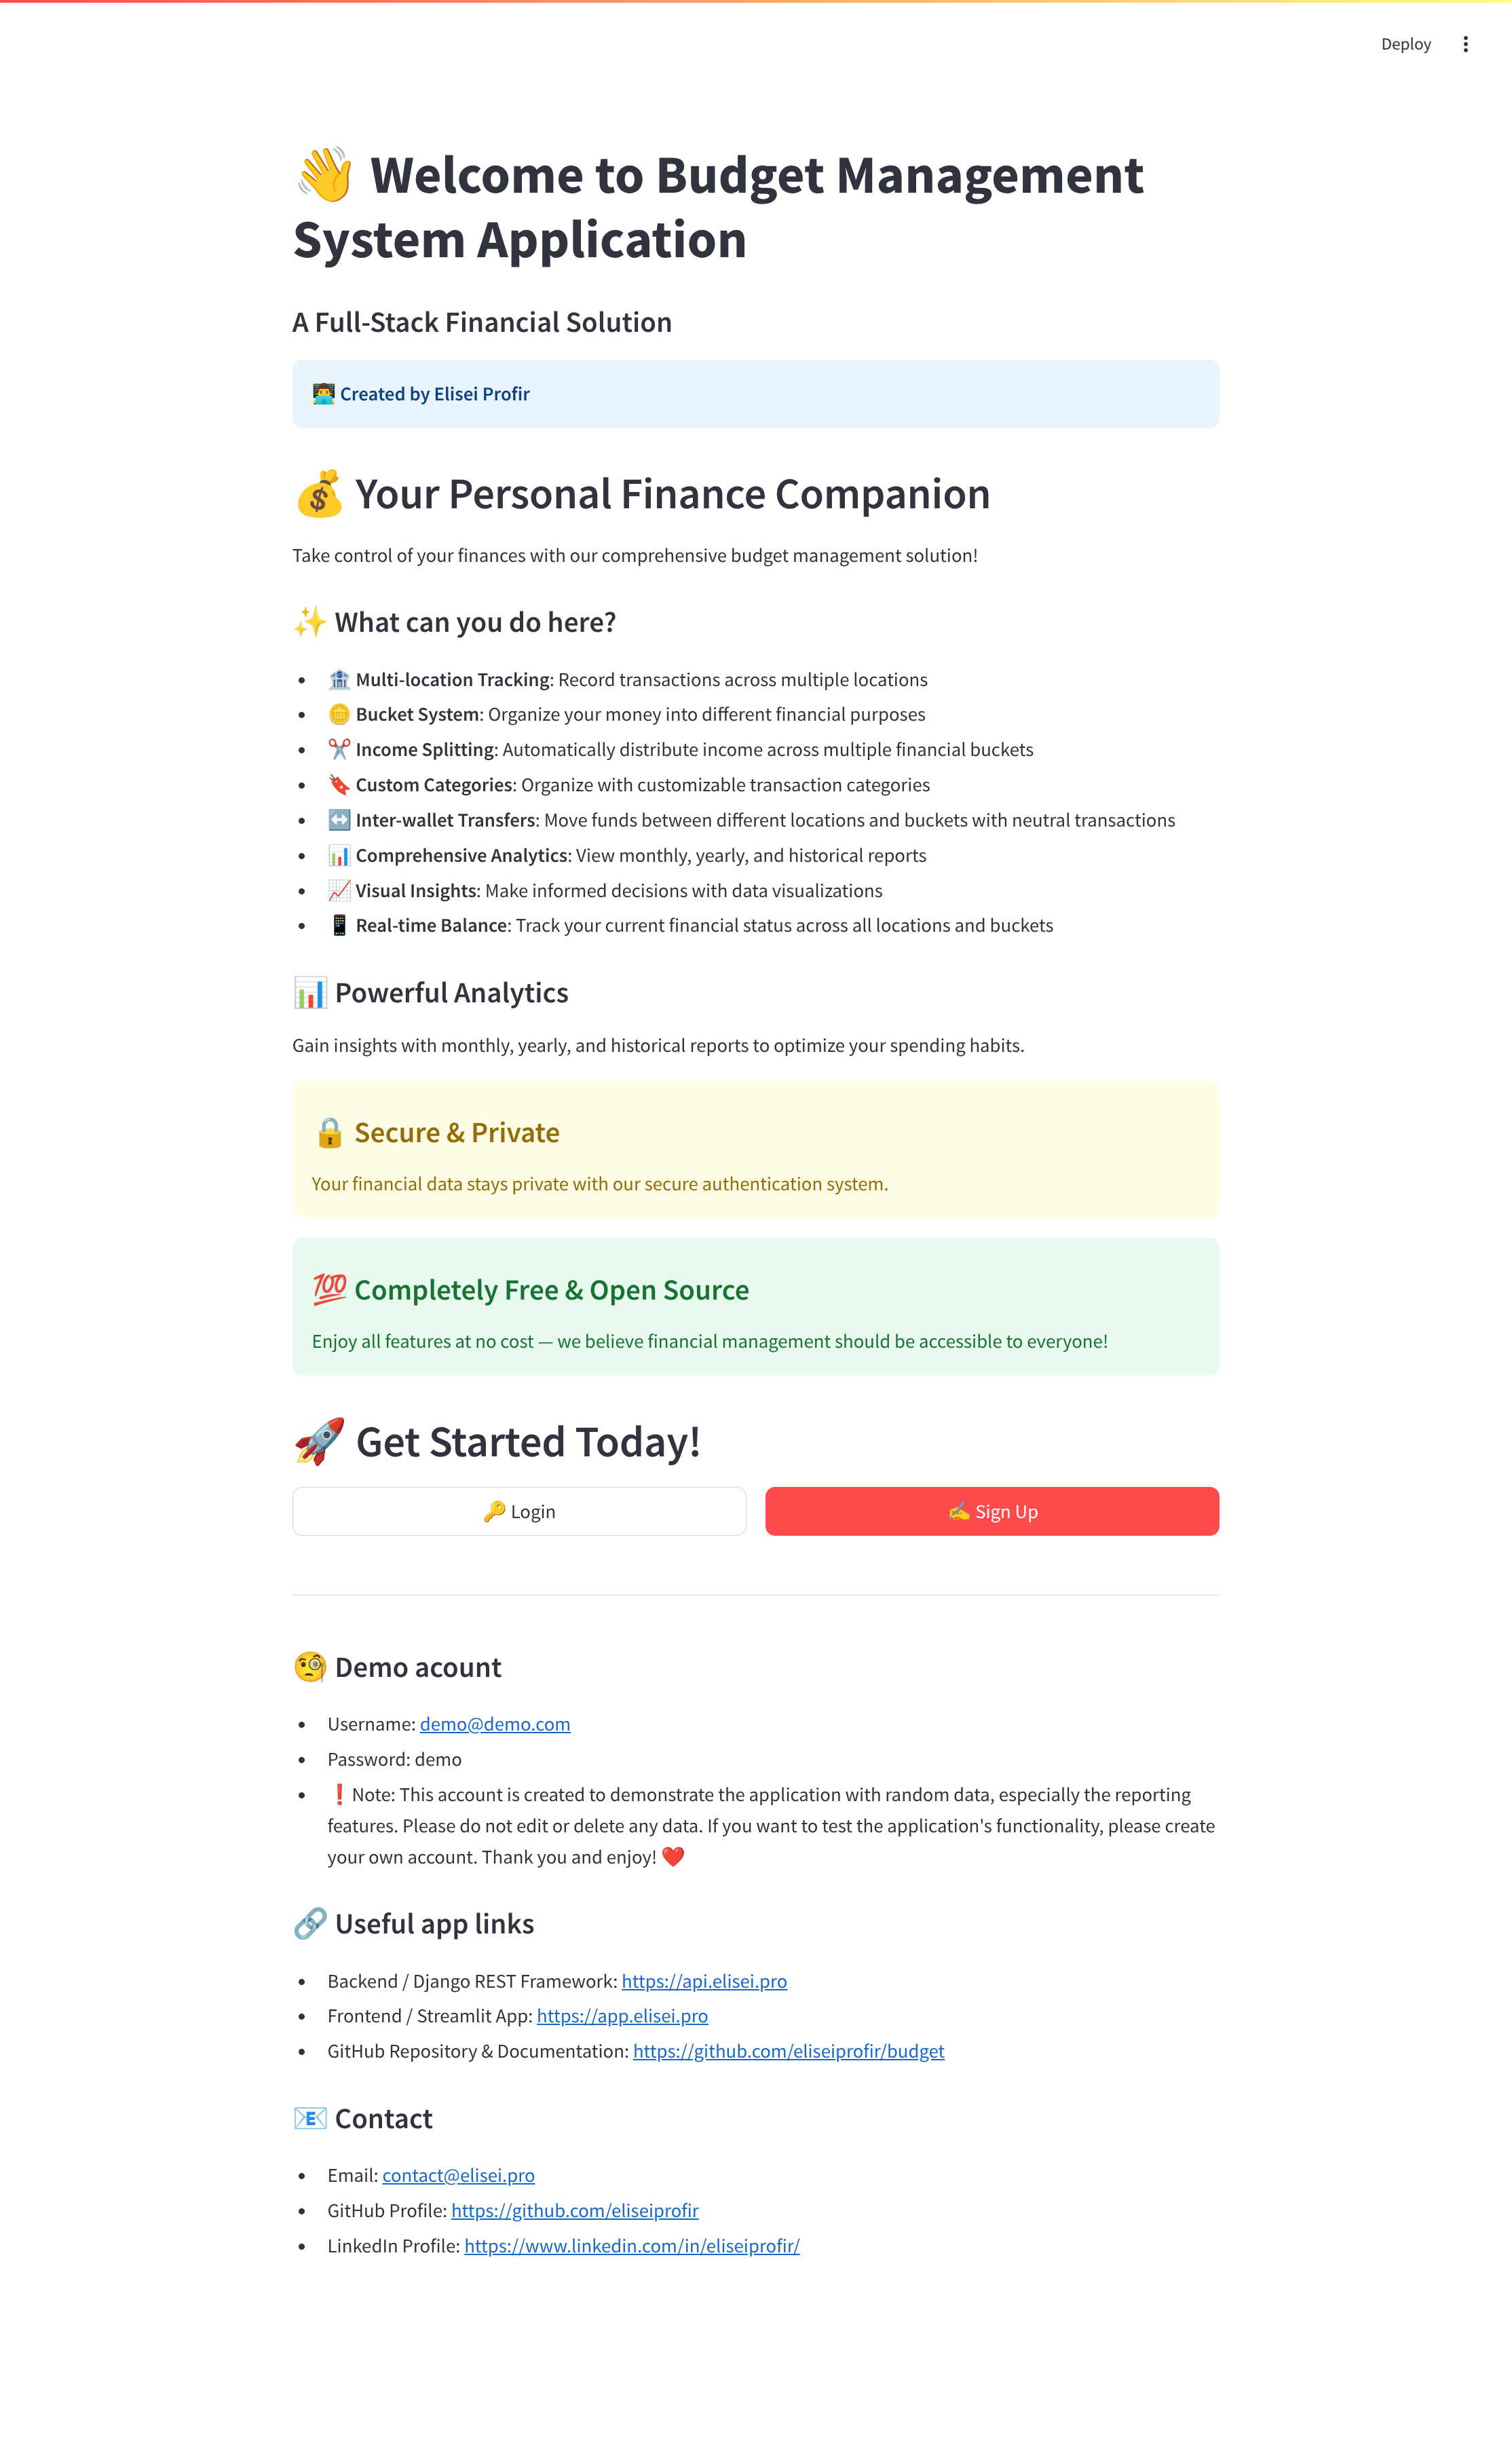 Deploy
👋 Welcome to Budget Management
System Application
A Full-Stack Financial Solution
👨‍💻 Created by Elisei Profir
💰 Your Personal Finance Companion
Take control of your finances with our comprehensive budget management solution!
✨ What can you do here?
• 🏦 Multi-location Tracking: Record transactions across multiple locations
• 🪙 Bucket System: Organize your money into different financial purposes
• ✂️ Income Splitting: Automatically distribute income across multiple financial buckets
• 🔖 Custom Categories: Organize with customizable transaction categories
• ↔️ Inter-wallet Transfers: Move funds between different locations and buckets with neutral transactions
• 📊 Comprehensive Analytics: View monthly, yearly, and historical reports
• 📈 Visual Insights: Make informed decisions with data visualizations
• 📱 Real-time Balance: Track your current financial status across all locations and buckets
📊 Powerful Analytics
Gain insights with monthly, yearly, and historical reports to optimize your spending habits.
🔒 Secure & Private
Your financial data stays private with our secure authentication system.
💯 Completely Free & Open Source
Enjoy all features at no cost — we believe financial management should be accessible to everyone!
🚀 Get Started Today!
🔑 Login
✍️ Sign Up
🧐 Demo acount
• Username: demo@demo.com
• Password: demo
• ❗ Note: This account is created to demonstrate the application with random data, especially the reporting
features. Please do not edit or delete any data. If you want to test the application's functionality, please create
your own account. Thank you and enjoy! ❤️
🔗 Useful app links
• Backend / Django REST Framework: https://api.elisei.pro
• Frontend / Streamlit App: https://app.elisei.pro
• GitHub Repository & Documentation: https://github.com/eliseiprofir/budget
📧 Contact
• Email: contact@elisei.pro
• GitHub Profile: https://github.com/eliseiprofir
• LinkedIn Profile: https://www.linkedin.com/in/eliseiprofir/